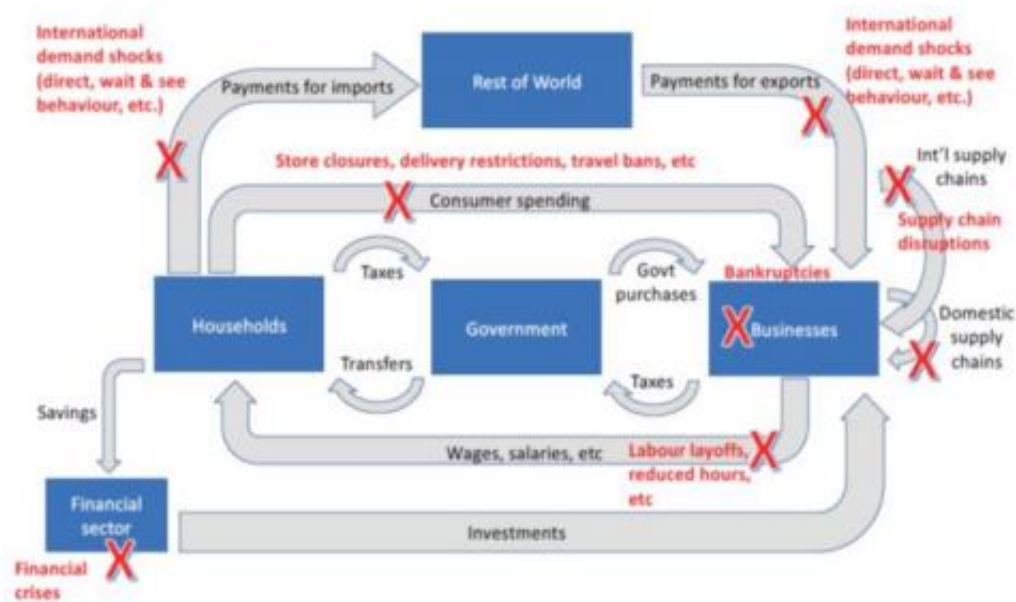 International
demand shocks
(direct, wait & see
behaviour, etc.)
Payments for imports
Rest of World
Payments for exports
International
demand shocks
(direct, wait & see
behaviour, etc.)
Store closures, delivery restrictions, travel bans, etc
Consumer spending
Int'l supply
chains
Supply chain
disruptions
Taxes
Govt
purchases
Bankruptcies
Households
Government
Businesses
Domestic
supply
chains
Transfers
Taxes
Savings
Wages, salaries, etc
Labour layoffs,
reduced hours,
etc
Financial
sector
Investments
Financial
crises